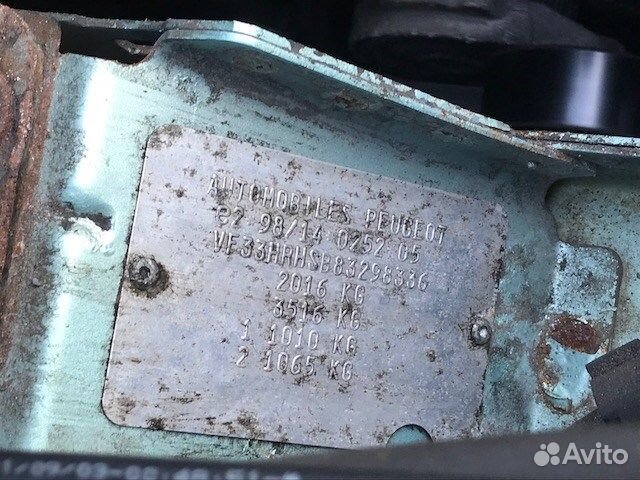 AUTOMOBILES PEUGEOT
e2 98/14 0252 05
VF33HRHSB83298336
2016 KG
3516 KG
1 1010 KG
2 1065 KG
Avito